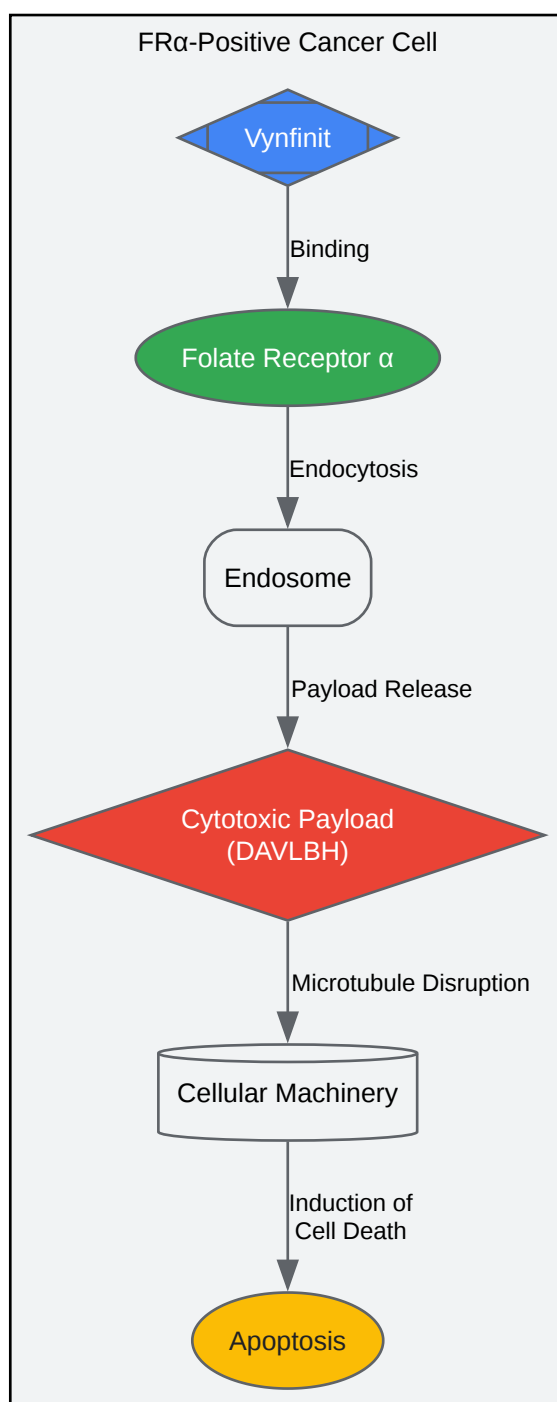 FRα-Positive Cancer Cell
Vynfinit
Binding
Folate Receptor α
Endocytosis
Endosome
Payload Release
Cytotoxic Payload
(DAVLBH)
Microtubule Disruption
Cellular Machinery
Induction of
Cell Death
Apoptosis